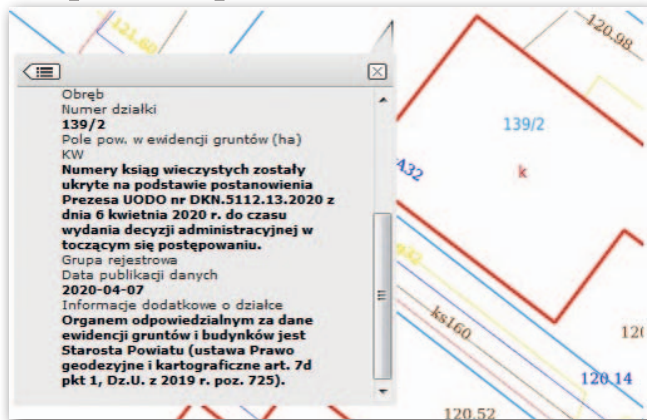 Obręb
Numer działki
139/2
Pole pow. w ewidencji gruntów (ha)
KW
Numery ksiąg wieczystych zostały
ukryte na podstawie postanowienia
Prezesa UODO nr DKN.5112.13.2020 z
dnia 6 kwietnia 2020 r. do czasu
wydania decyzji administracyjnej w
toczącym się postępowaniu.
Grupa rejestrowa
Data publikacji danych
2020-04-07
Informacje dodatkowe o działce
Organem odpowiedzialnym za dane
ewidencji gruntów i budynków jest
Starosta Powiatu (ustawa Prawo
geodezyjne i kartograficzne art. 7d
pkt 1, Dz.U. z 2019 r. poz. 725).
121.60
120.98
139/2
k
ks160
120.14
120.52